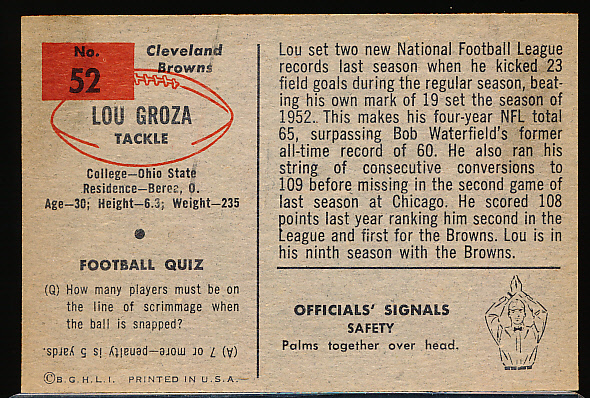 No.
52
Cleveland
Browns
LOU GROZA
TACKLE
College—Ohio State
Residence—Berea, O.
Age—30; Height—6.3; Weight—235
FOOTBALL QUIZ
(Q) How many players must be on
the line of scrimmage when
the ball is snapped?
(A) 7 or more—penalty is 5 yards.
©B.G.H.L.I. PRINTED IN U.S.A.
Lou set two new National Football League
records last season when he kicked 23
field goals during the regular season, beat-
ing his own mark of 19 set the season of
1952. This makes his four-year NFL total
65, surpassing Bob Waterfield's former
all-time record of 60. He also ran his
string of consecutive conversions to
109 before missing in the second game of
last season at Chicago. He scored 108
points last year ranking him second in the
League and first for the Browns. Lou is in
his ninth season with the Browns.
OFFICIALS' SIGNALS
SAFETY
Palms together over head.